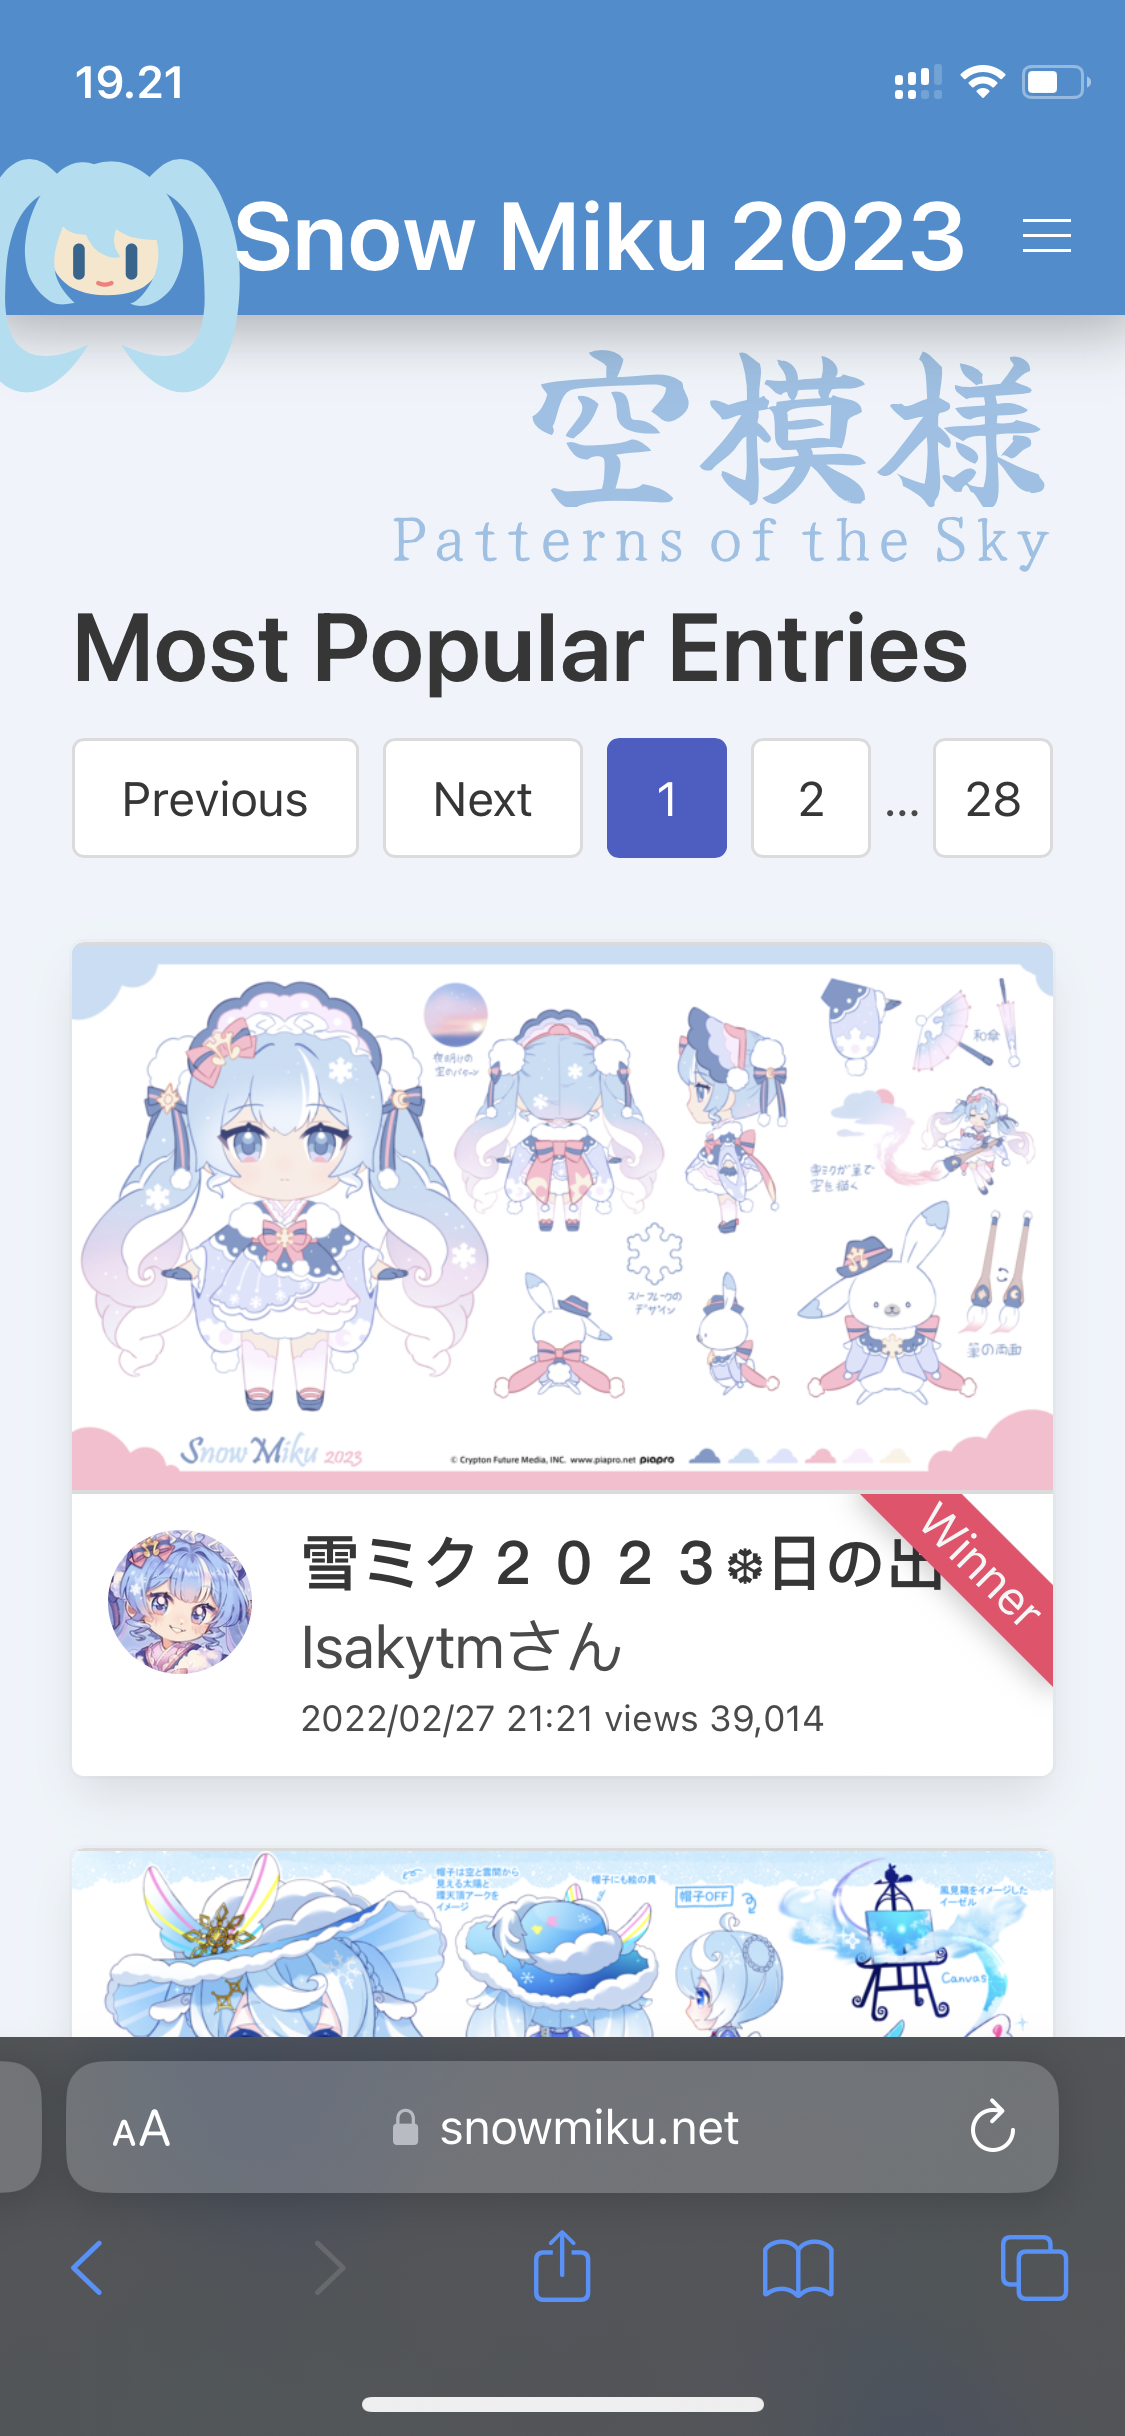 19.21
Snow Miku 2023
空模様
Patterns of the Sky
Most Popular Entries
Previous Next 1 2 ... 28
夜明けの
空のパターン
和傘
雪ミクが筆で
空を描く
スノーフレークの
デザイン
筆の両面
Snow Miku 2023
© Crypton Future Media, INC. www.piapro.net piapro
Winner
雪ミク２０２３❄日の出
Isakytmさん
2022/02/27 21:21 views 39,014
帽子は空と雲間から
見える太陽と
環天頂アークを
イメージ
帽子にも絵の具
帽子OFF
風見鶏をイメージした
イーゼル
Canvas
AA snowmiku.net